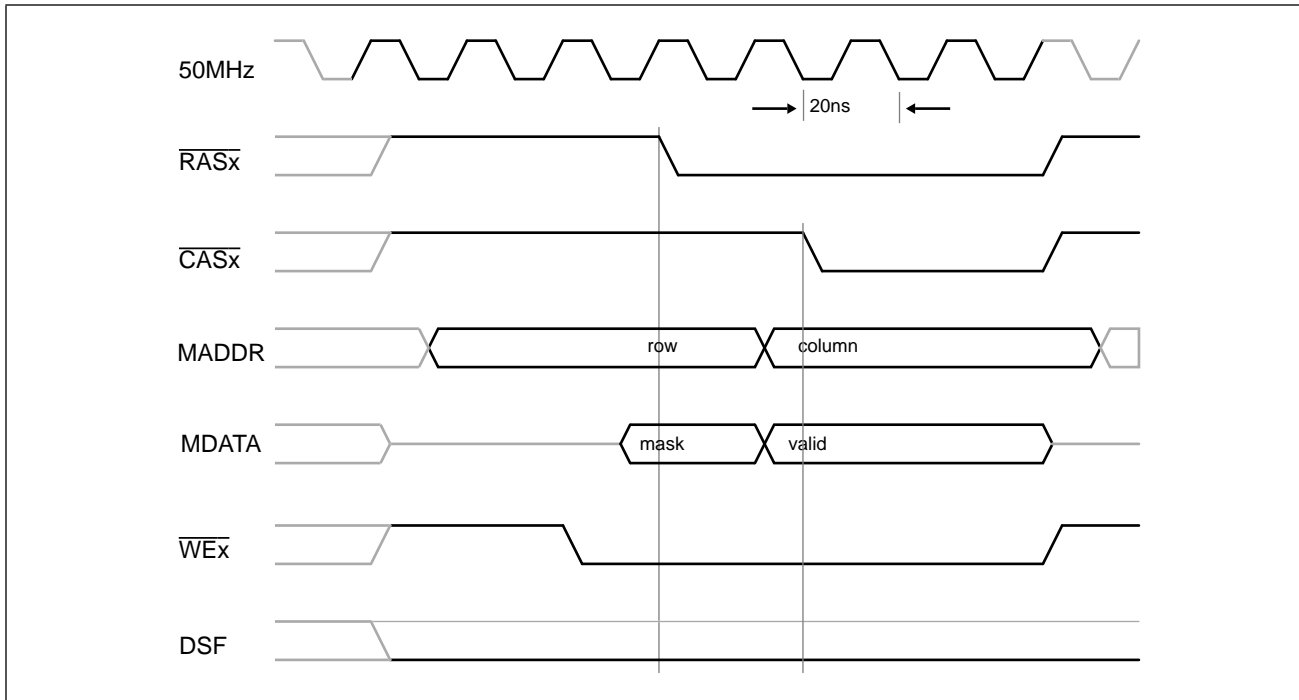 50MHz
20ns
RASx
CASx
MADDR
row
column
MDATA
mask
valid
WEx
DSF